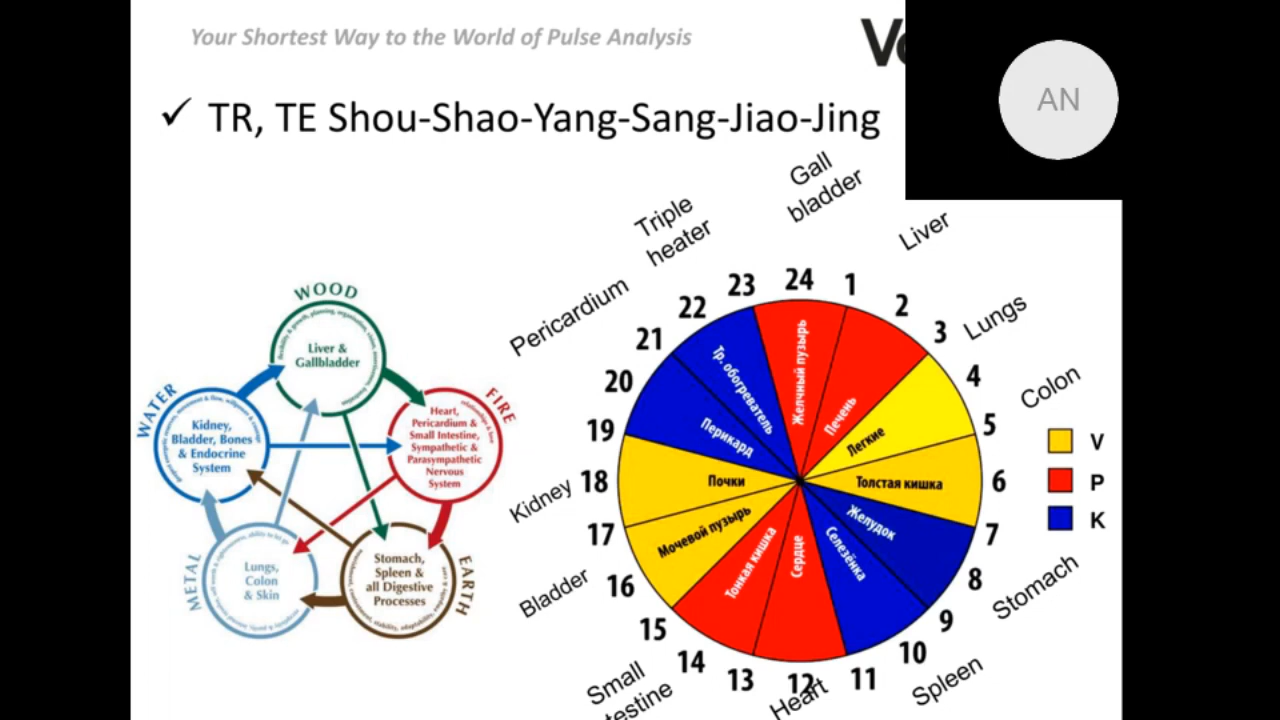 Your Shortest Way to the World of Pulse Analysis
AN
✓ TR, TE Shou-Shao-Yang-Sang-Jiao-Jing
Gall
bladder
Triple
heater
Liver
Pericardium
Lungs
Colon
Kidney
Bladder
Stomach
Small
Heart
Spleen
24
1
2
3
4
5
6
7
8
9
10
11
12
13
14
15
16
17
18
19
20
21
22
23
Желчный пузырь
Печень
Легкие
Толстая кишка
Желудок
Селезёнка
Сердце
Тонкая кишка
Мочевой пузырь
Почки
Перикард
Тр. обогреватель
V
P
K
WOOD
Liver &
Gallbladder
FIRE
Heart,
Pericardium &
Small Intestine,
Sympathetic &
Parasympathetic
Nervous
System
EARTH
Stomach,
Spleen &
all Digestive
Processes
METAL
Lungs,
Colon
& Skin
WATER
Kidney,
Bladder, Bones
& Endocrine
System